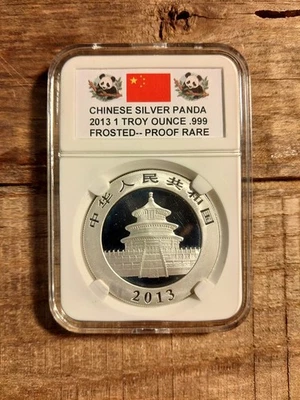 CHINESE SILVER PANDA
2013 1 TROY OUNCE .999
FROSTED-- PROOF RARE
中华人民共和国
2013